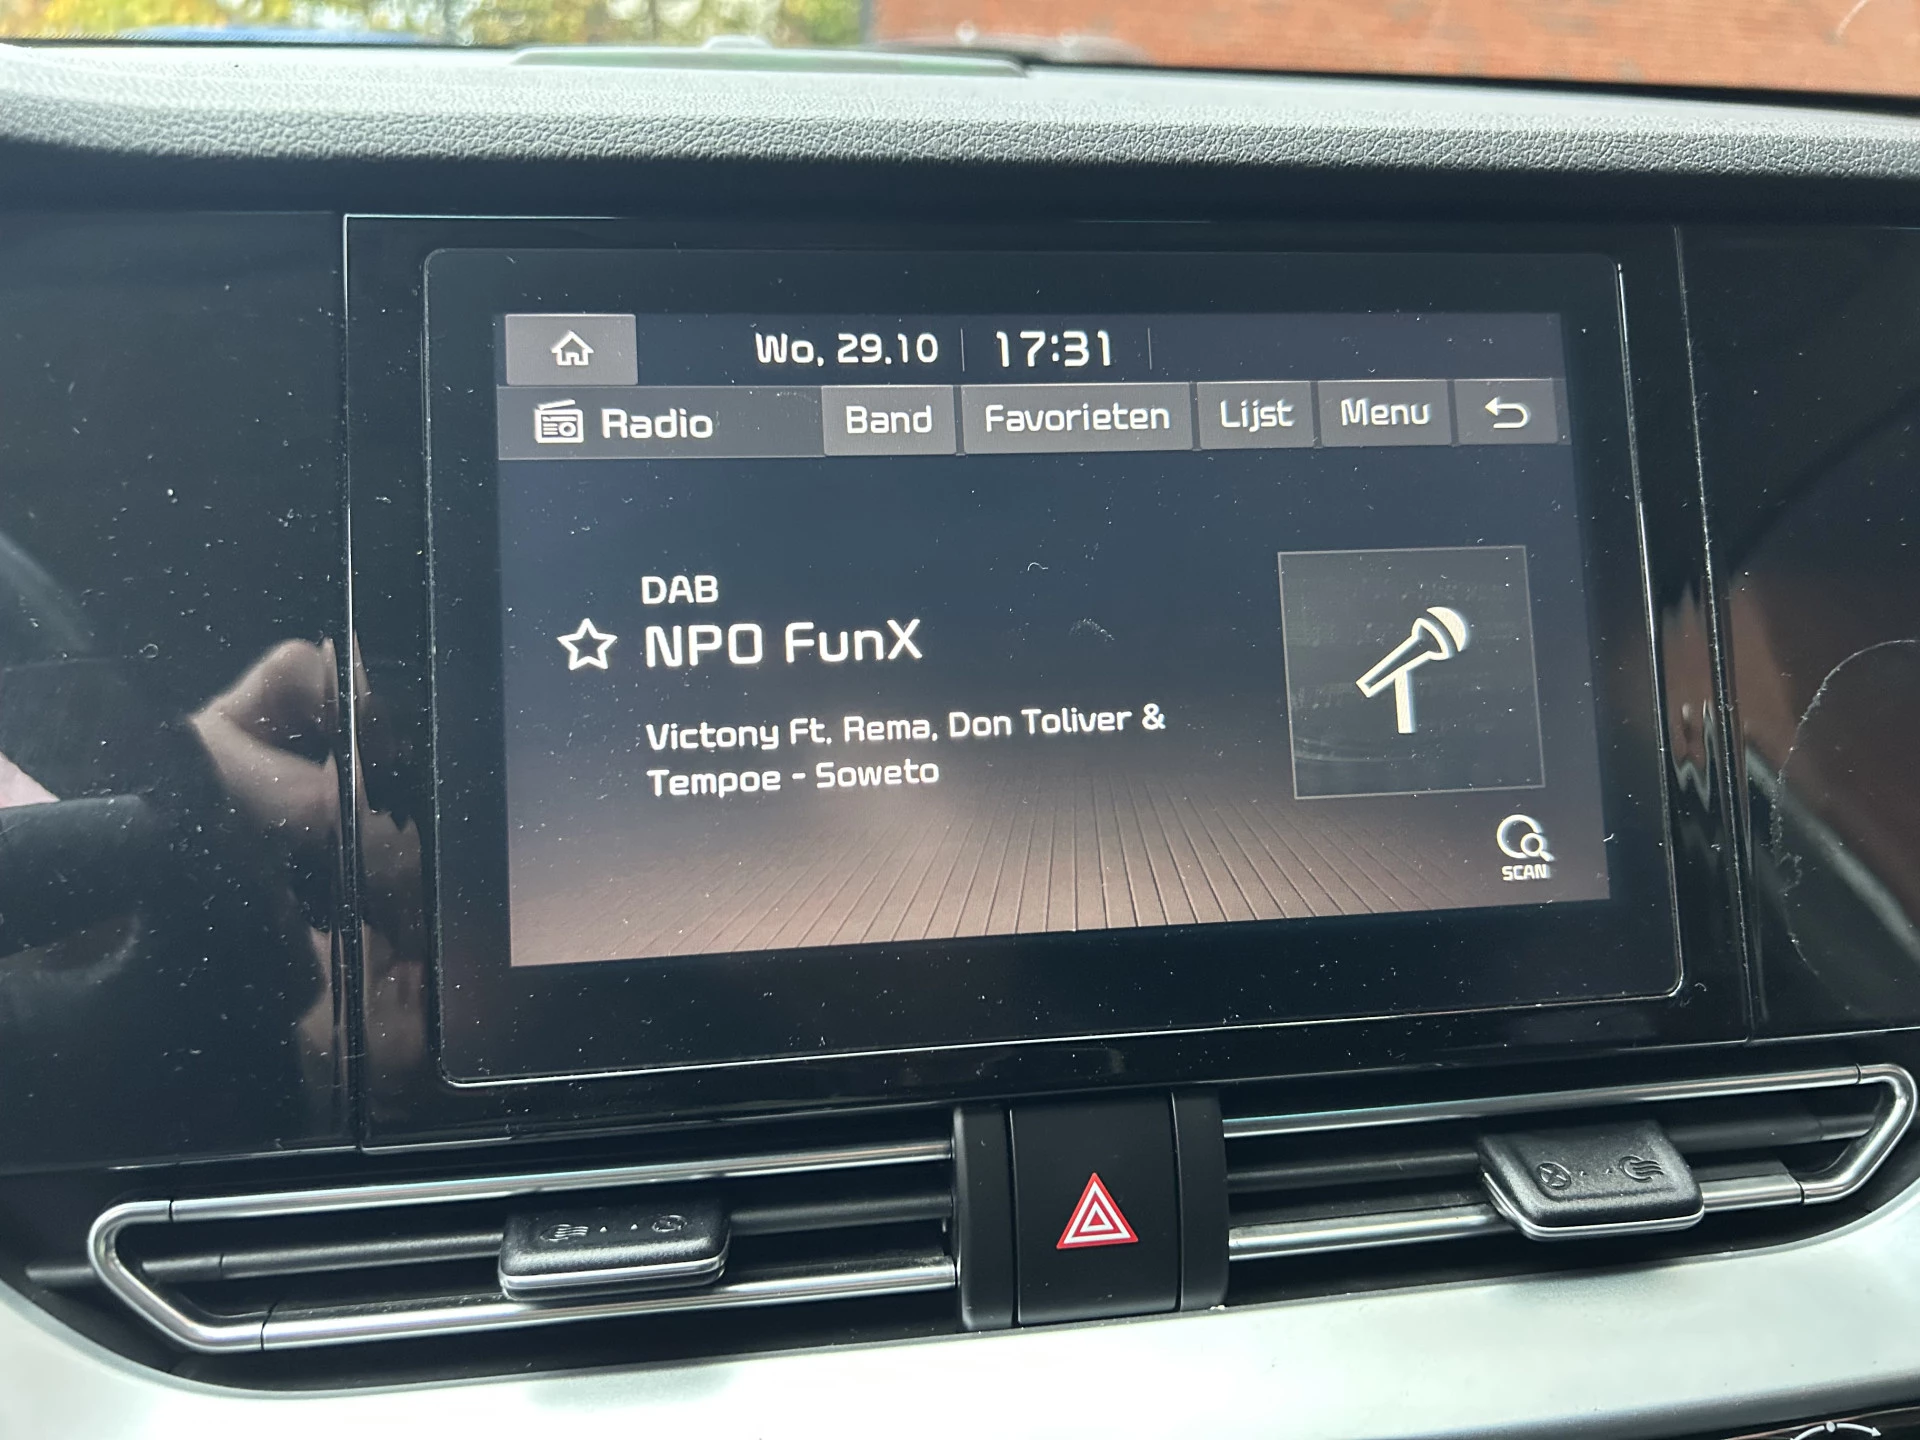 Wo, 29.10 17:31
Radio Band Favorieten Lijst Menu
DAB
NPO FunX
Victony Ft. Rema, Don Toliver &
Tempoe - Soweto
SCAN